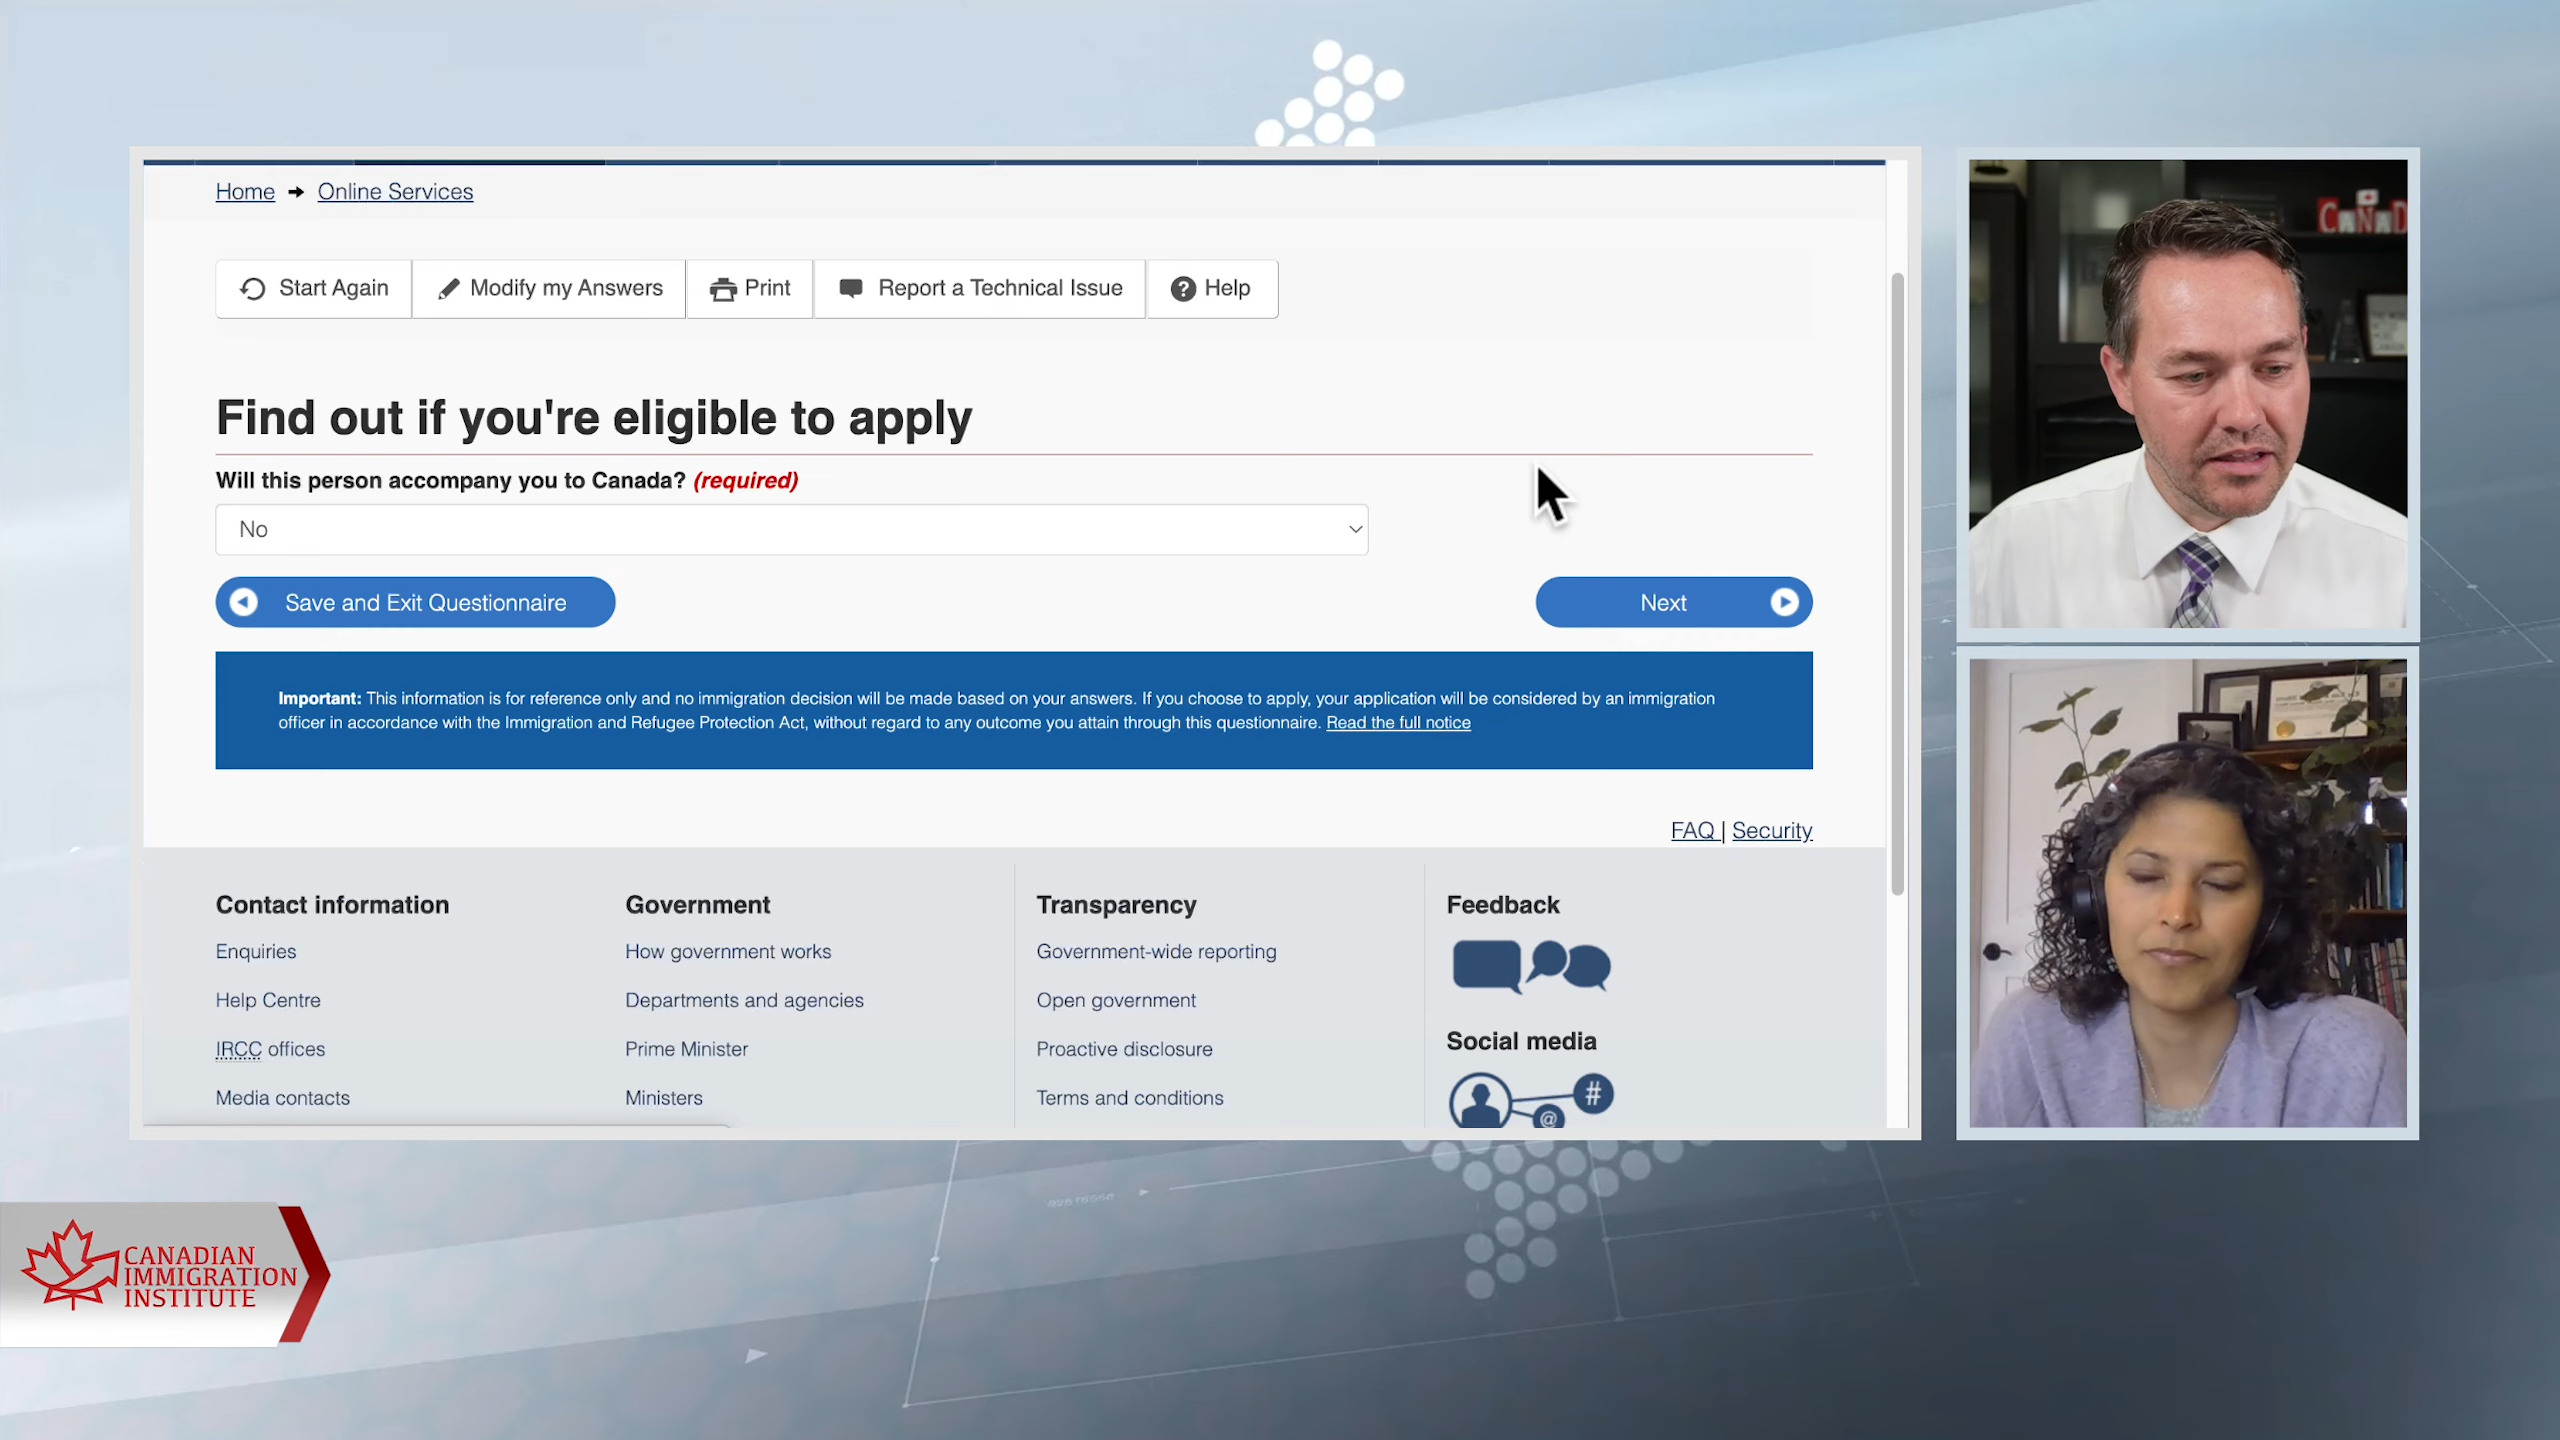 Home → Online Services
Start Again
Modify my Answers
Print
Report a Technical Issue
Help
Find out if you're eligible to apply
Will this person accompany you to Canada? (required)
No
Save and Exit Questionnaire
Next
Important: This information is for reference only and no immigration decision will be made based on your answers. If you choose to apply, your application will be considered by an immigration
officer in accordance with the Immigration and Refugee Protection Act, without regard to any outcome you attain through this questionnaire. Read the full notice
FAQ | Security
Contact information
Enquiries
Help Centre
IRCC offices
Media contacts
Government
How government works
Departments and agencies
Prime Minister
Ministers
Transparency
Government-wide reporting
Open government
Proactive disclosure
Terms and conditions
Feedback
Social media
#
@
CANAD
CANADIAN
IMMIGRATION
INSTITUTE